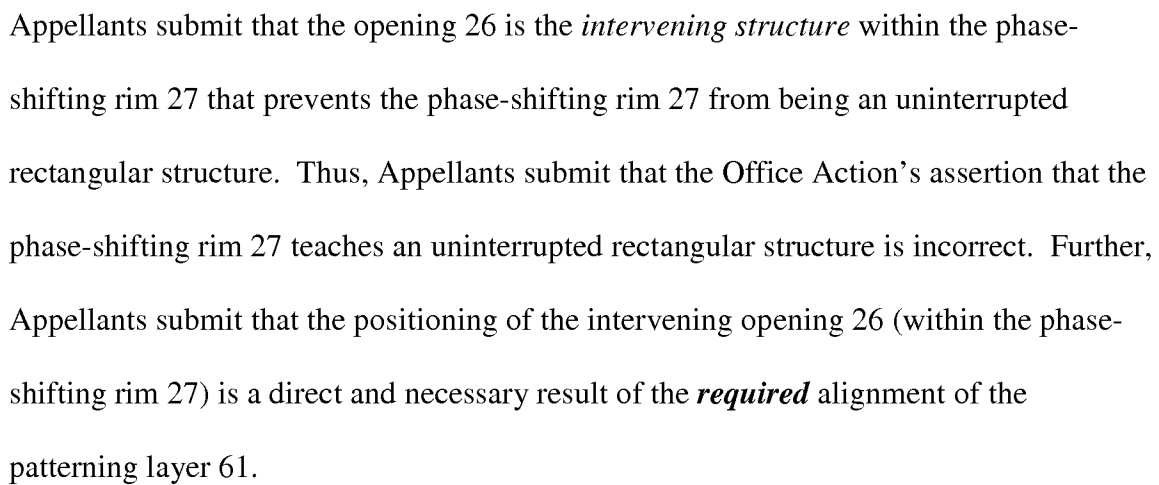 Appellants submit that the opening 26 is the intervening structure within the phase-
shifting rim 27 that prevents the phase-shifting rim 27 from being an uninterrupted
rectangular structure.  Thus, Appellants submit that the Office Action's assertion that the
phase-shifting rim 27 teaches an uninterrupted rectangular structure is incorrect.  Further,
Appellants submit that the positioning of the intervening opening 26 (within the phase-
shifting rim 27) is a direct and necessary result of the required alignment of the
patterning layer 61.